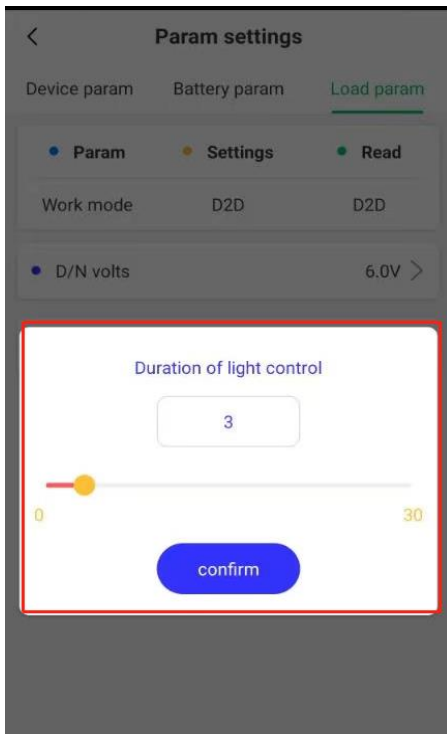 Param settings
Device param Battery param Load param
Param Settings Read
Work mode D2D D2D
D/N volts 6.0V
Duration of light control
3
0 30
confirm